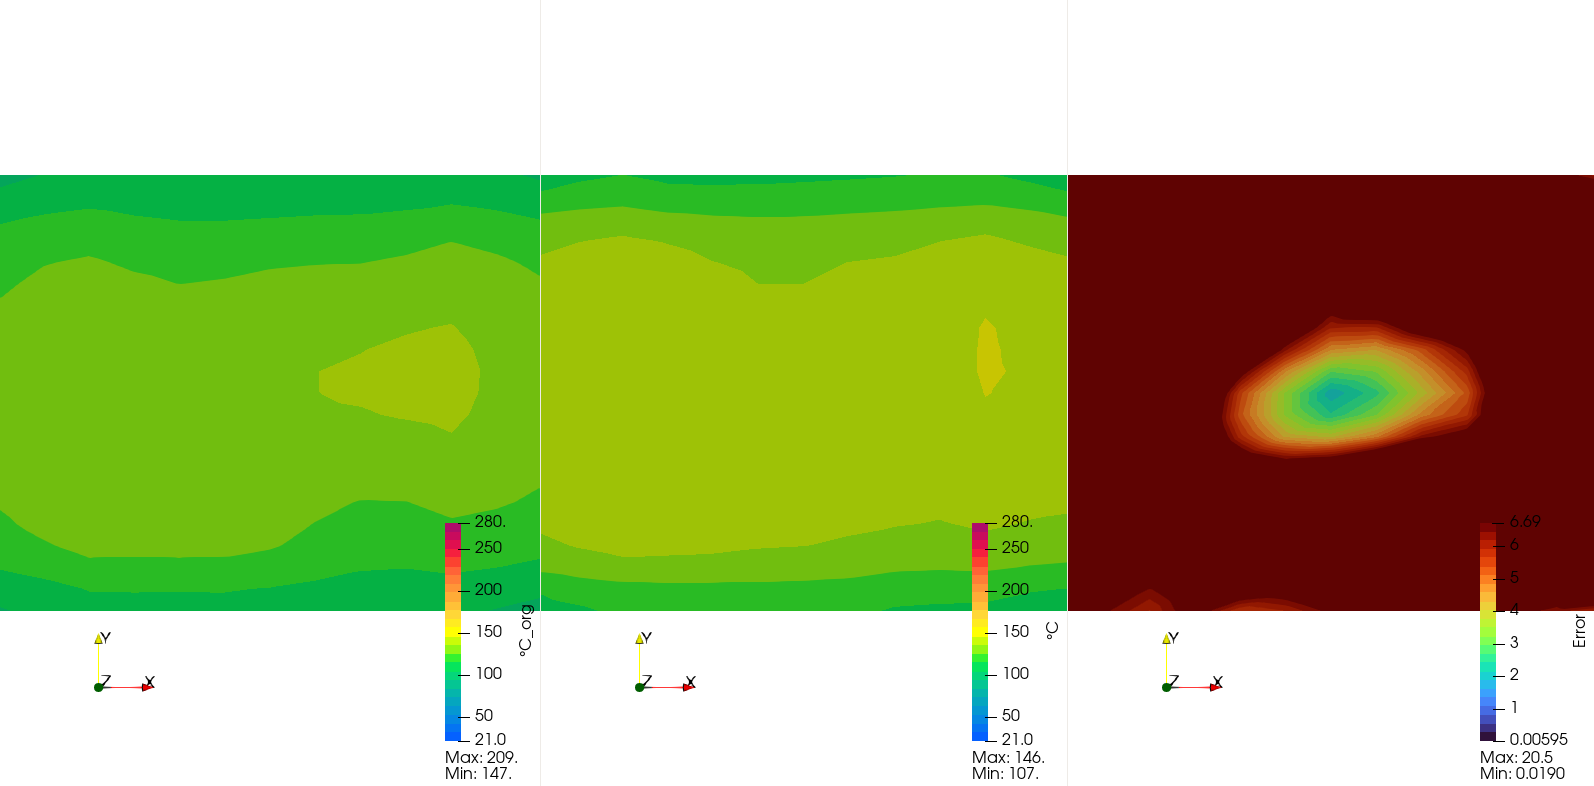 280.
250
200
150
100
50
21.0
°C_org
Max: 209.
Min: 147.
Y
Z
X
280.
250
200
150
100
50
21.0
°C
Max: 146.
Min: 107.
Y
Z
X
6.69
6
5
4
3
2
1
0.00595
Error
Max: 20.5
Min: 0.0190
Y
Z
X